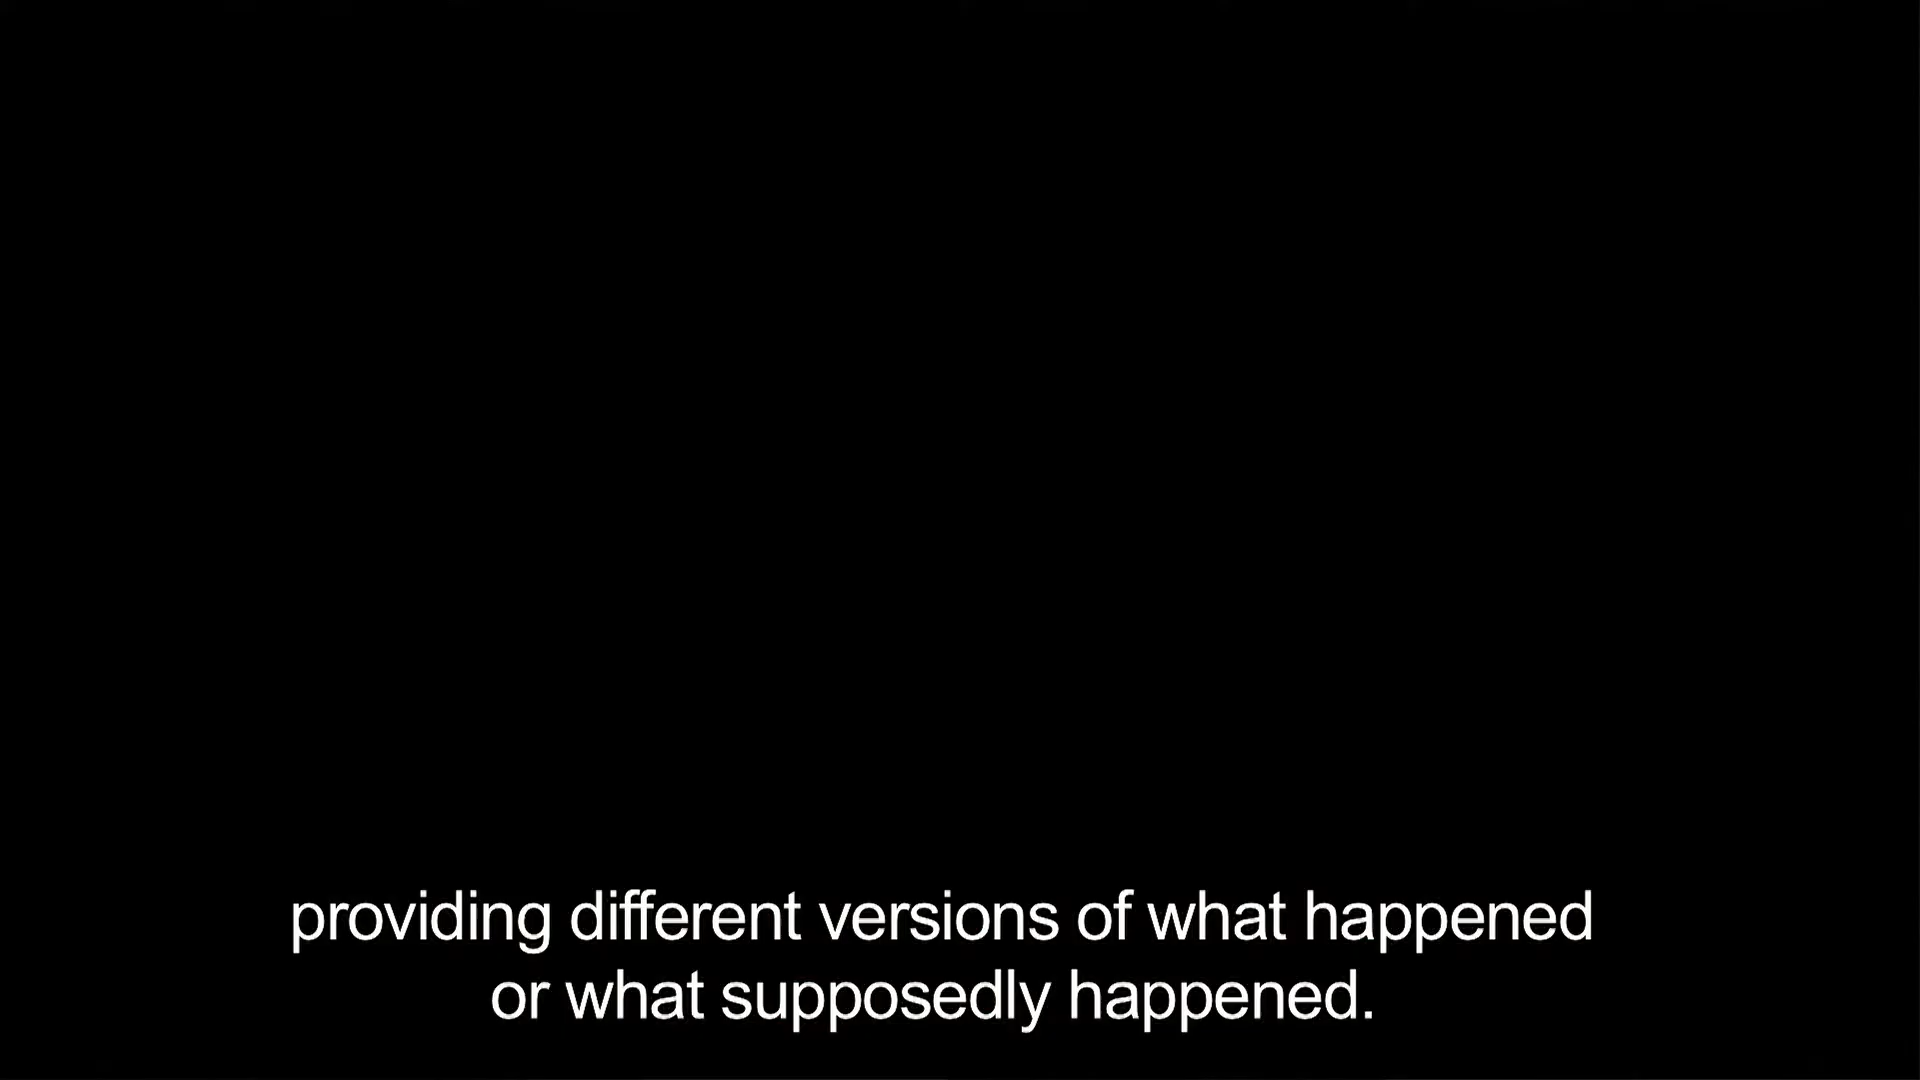 providing different versions of what happened
or what supposedly happened.